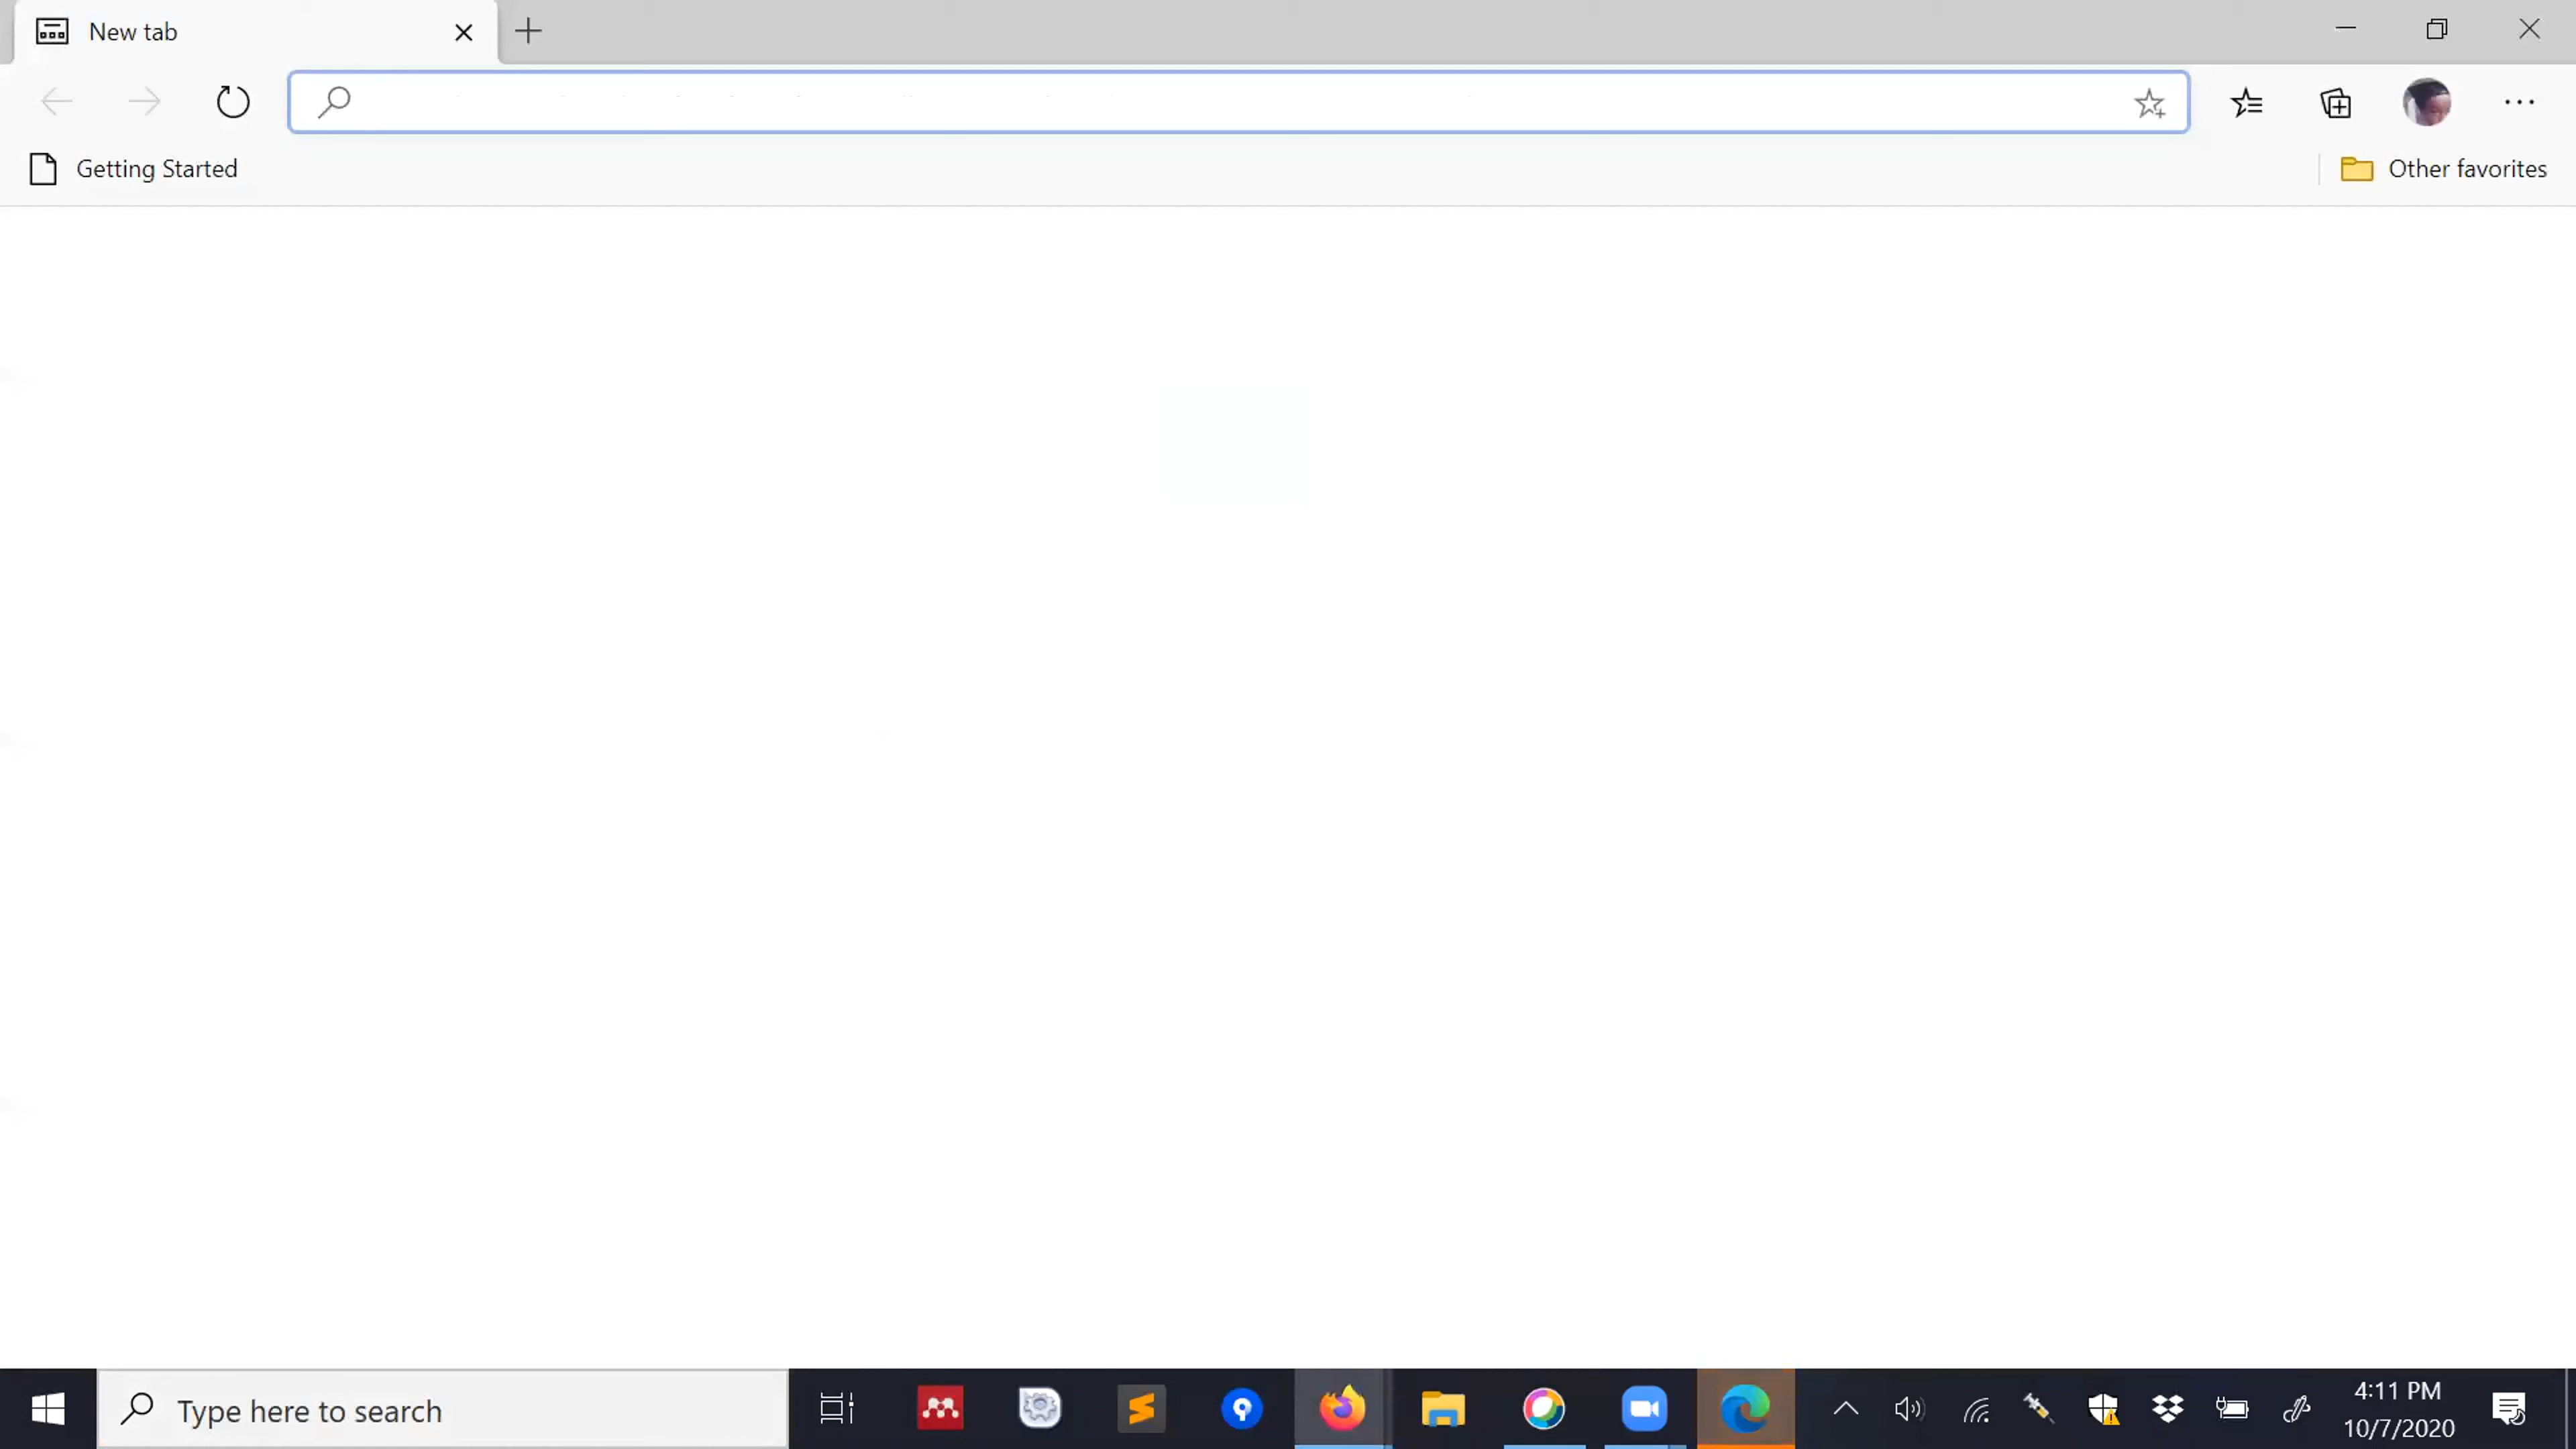 New tab
Getting Started
Other favorites
Type here to search
4:11 PM
10/7/2020